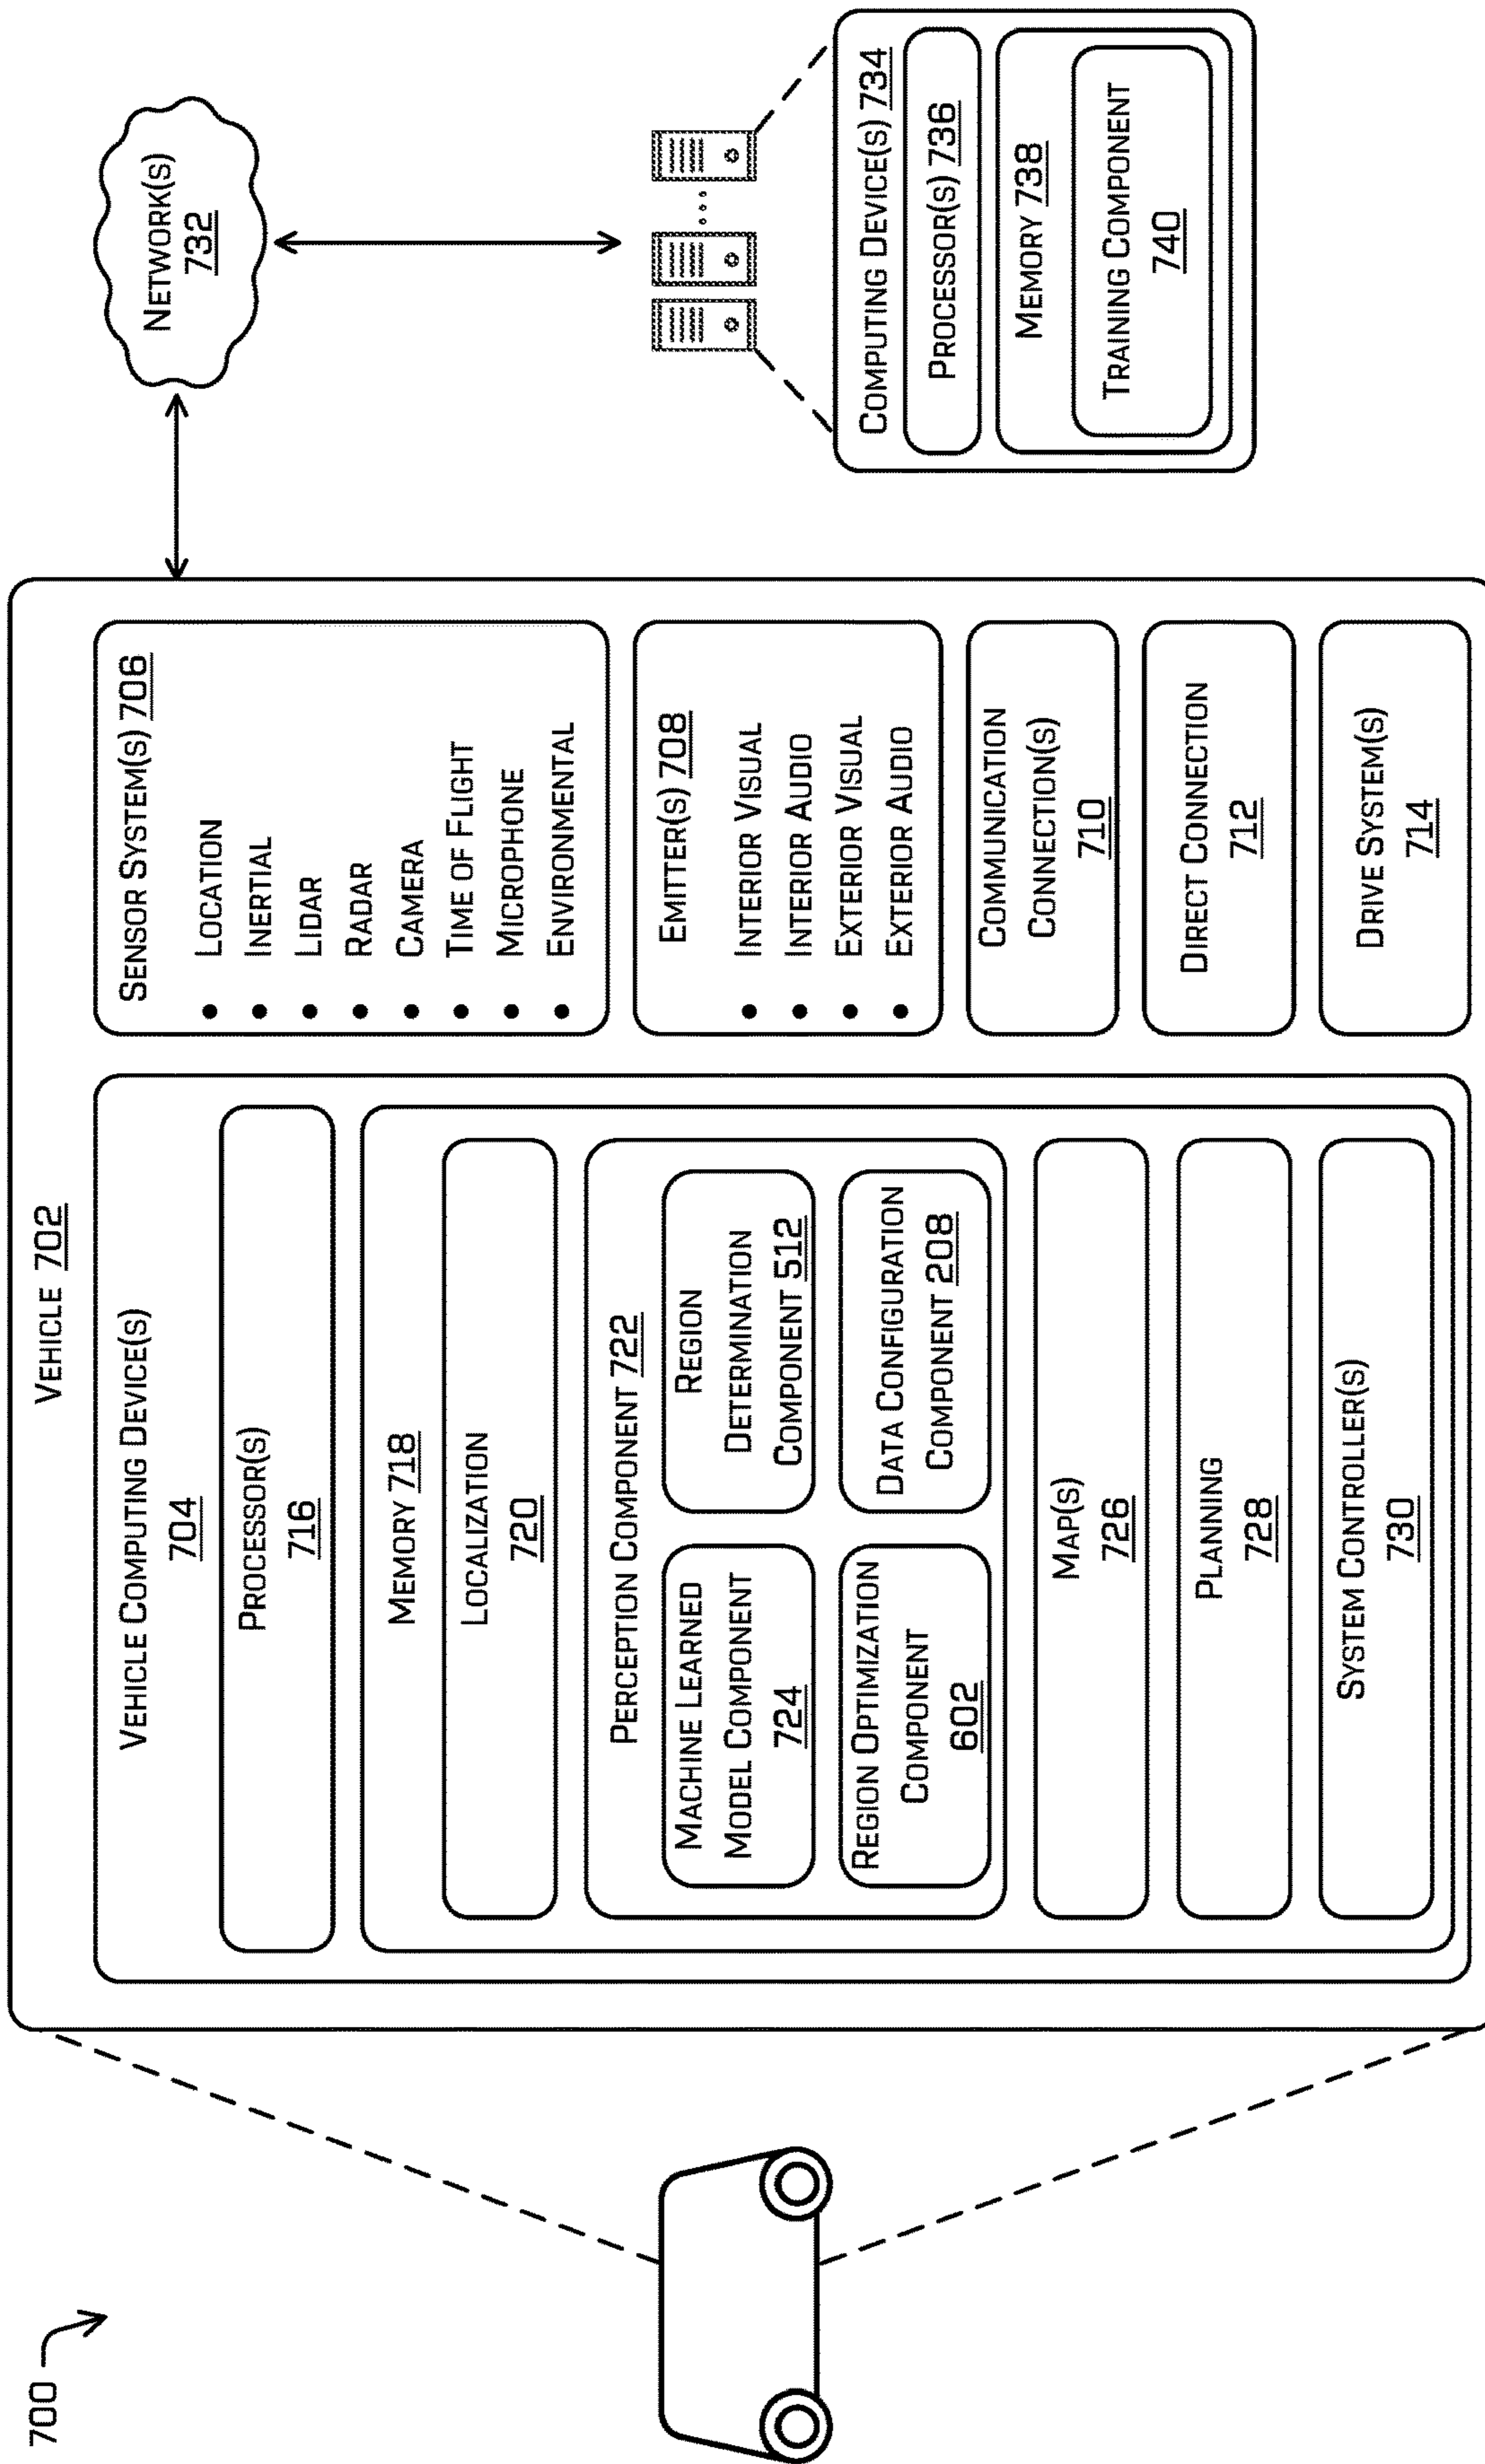 700
VEHICLE 702
VEHICLE COMPUTING DEVICE(S)
704
PROCESSOR(S)
716
MEMORY 718
LOCALIZATION
720
PERCEPTION COMPONENT 722
MACHINE LEARNED
MODEL COMPONENT
724
REGION
DETERMINATION
COMPONENT 512
REGION OPTIMIZATION
COMPONENT
602
DATA CONFIGURATION
COMPONENT 208
MAP(S)
726
PLANNING
728
SYSTEM CONTROLLER(S)
730
SENSOR SYSTEM(S) 706
• LOCATION
• INERTIAL
• LIDAR
• RADAR
• CAMERA
• TIME OF FLIGHT
• MICROPHONE
• ENVIRONMENTAL
EMITTER(S) 708
• INTERIOR VISUAL
• INTERIOR AUDIO
• EXTERIOR VISUAL
• EXTERIOR AUDIO
COMMUNICATION
CONNECTION(S)
710
DIRECT CONNECTION
712
DRIVE SYSTEM(S)
714
NETWORK(S)
732
COMPUTING DEVICE(S) 734
PROCESSOR(S) 736
MEMORY 738
TRAINING COMPONENT
740